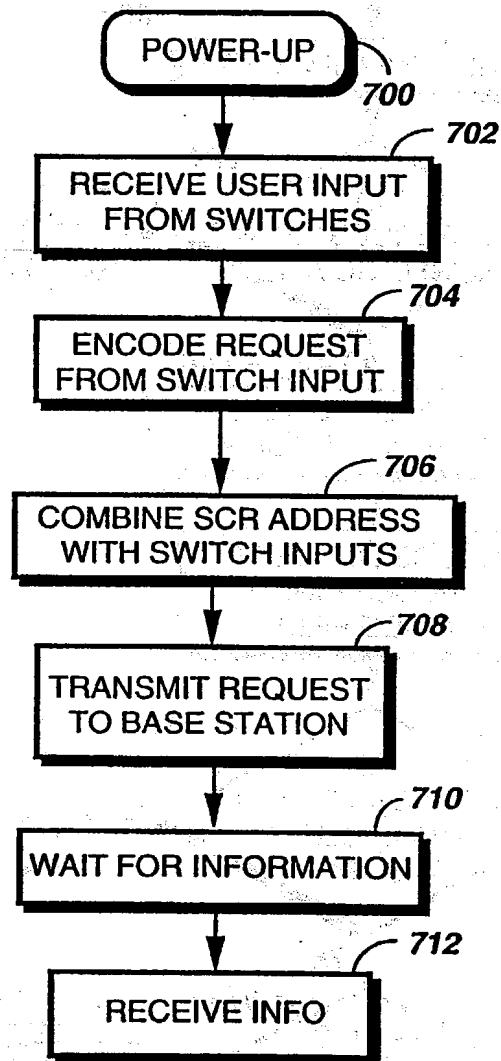 POWER-UP
700
702
RECEIVE USER INPUT
FROM SWITCHES
704
ENCODE REQUEST
FROM SWITCH INPUT
706
COMBINE SCR ADDRESS
WITH SWITCH INPUTS
708
TRANSMIT REQUEST
TO BASE STATION
710
WAIT FOR INFORMATION
712
RECEIVE INFO